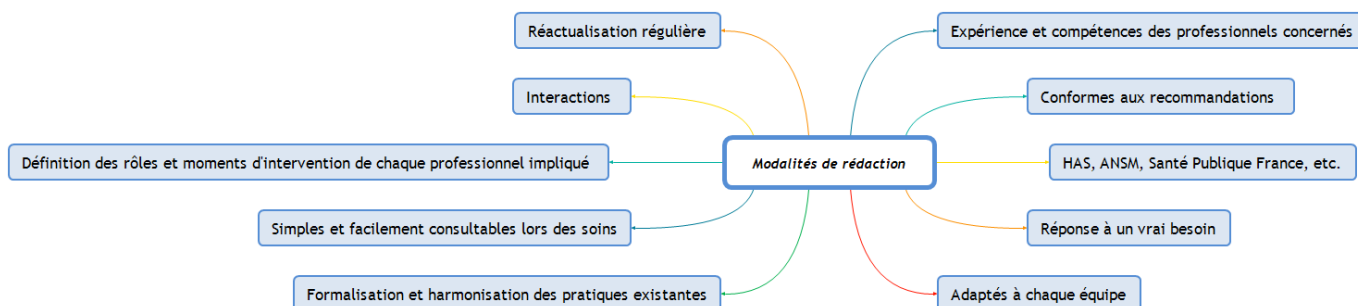 Réactualisation régulière
Expérience et compétences des professionnels concernés
Interactions
Conformes aux recommandations
Définition des rôles et moments d'intervention de chaque professionnel impliqué
Modalités de rédaction
HAS, ANSM, Santé Publique France, etc.
Simples et facilement consultables lors des soins
Réponse à un vrai besoin
Formalisation et harmonisation des pratiques existantes
Adaptés à chaque équipe